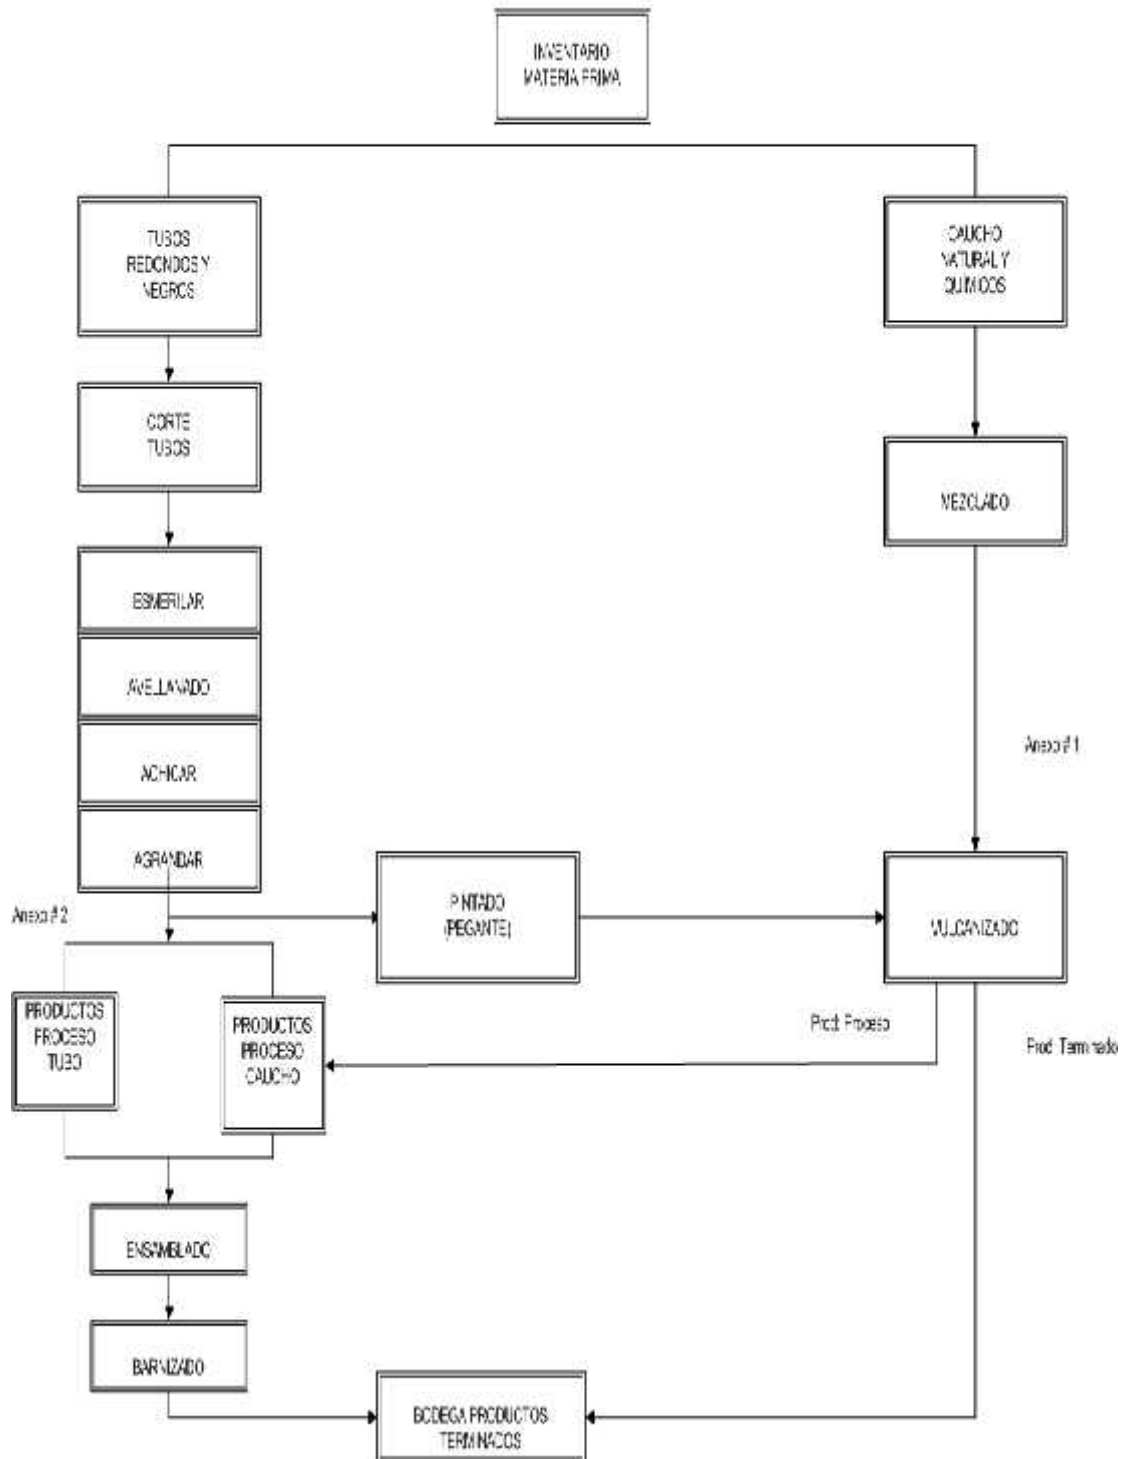 INVENTARIO
MATERIA PRIMA
TUBOS
REDONDOS Y
NEGROS
CAUCHO
NATURAL Y
QUIMICOS
CORTE
TUBOS
MEZCLADO
ESMERILAR
AVELLANADO
Anexo # 1
ACHICAR
AGRANDAR
Anexo # 2
PINTADO
(PEGANTE)
VULCANIZADO
PRODUCTOS
PROCESO
TUBO
PRODUCTOS
PROCESO
CAUCHO
Prod. Proceso
Prod. Terminado
ENSAMBLADO
BARNIZADO
BODEGA PRODUCTOS
TERMINADOS